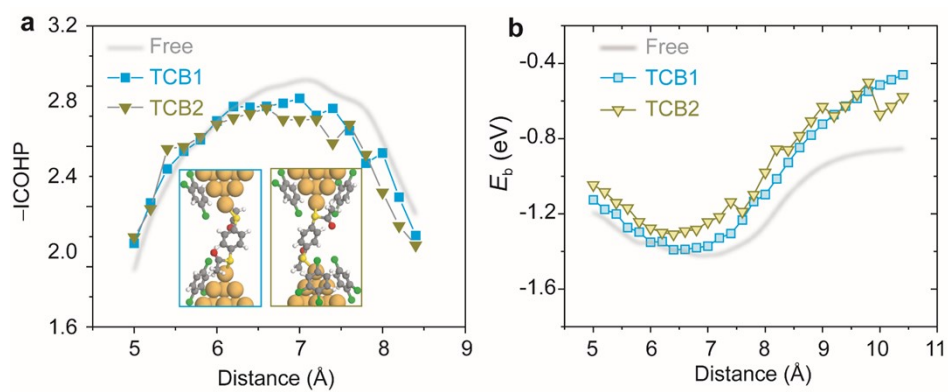 a
3.2
2.8
2.4
2.0
1.6
−ICOHP
Free
TCB1
TCB2
5 6 7 8 9
Distance (Å)
b
-0.4
-0.8
-1.2
-1.6
E_b (eV)
Free
TCB1
TCB2
5 6 7 8 9 10 11
Distance (Å)